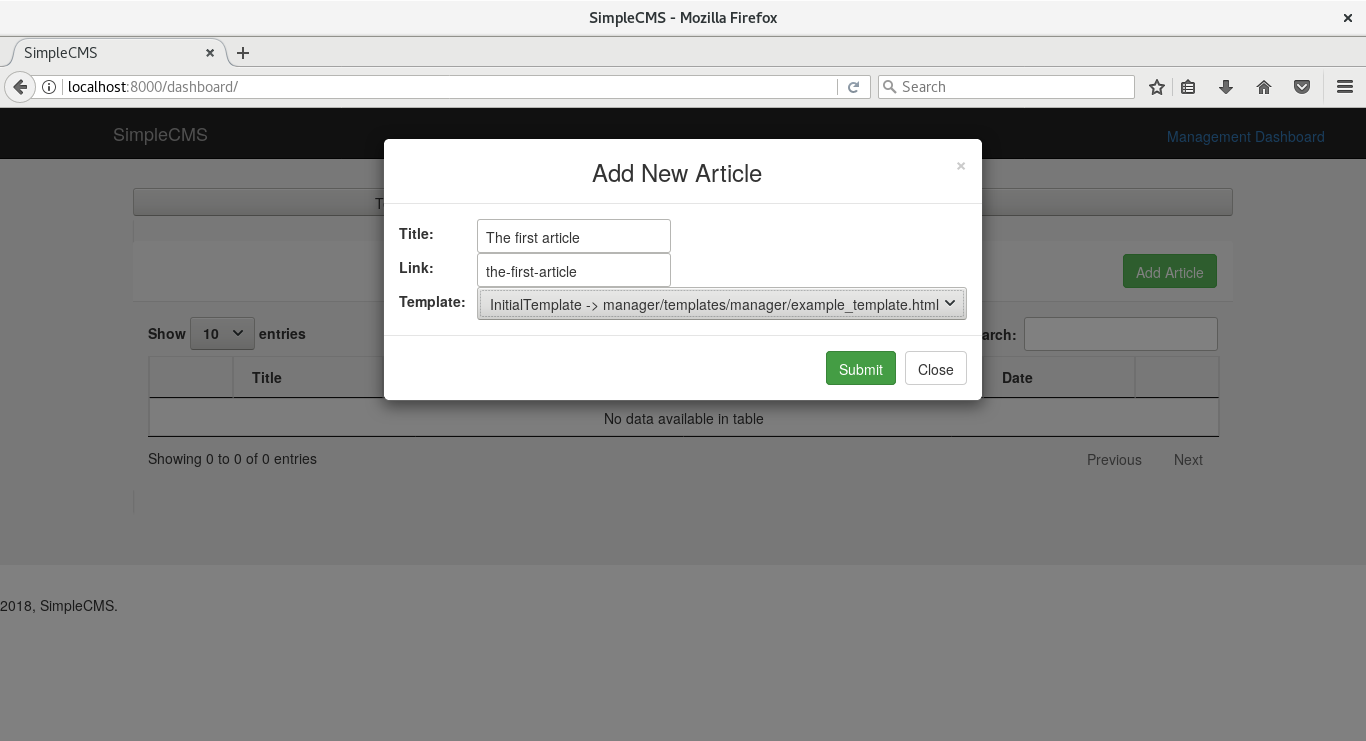 SimpleCMS - Mozilla Firefox
SimpleCMS
localhost:8000/dashboard/
Search
SimpleCMS
Management Dashboard
Add New Article
×
Title:
The first article
Link:
the-first-article
Template:
InitialTemplate -> manager/templates/manager/example_template.html
Submit
Close
Add Article
Show 10 entries
arch:
Title
Date
No data available in table
Showing 0 to 0 of 0 entries
Previous
Next
2018, SimpleCMS.